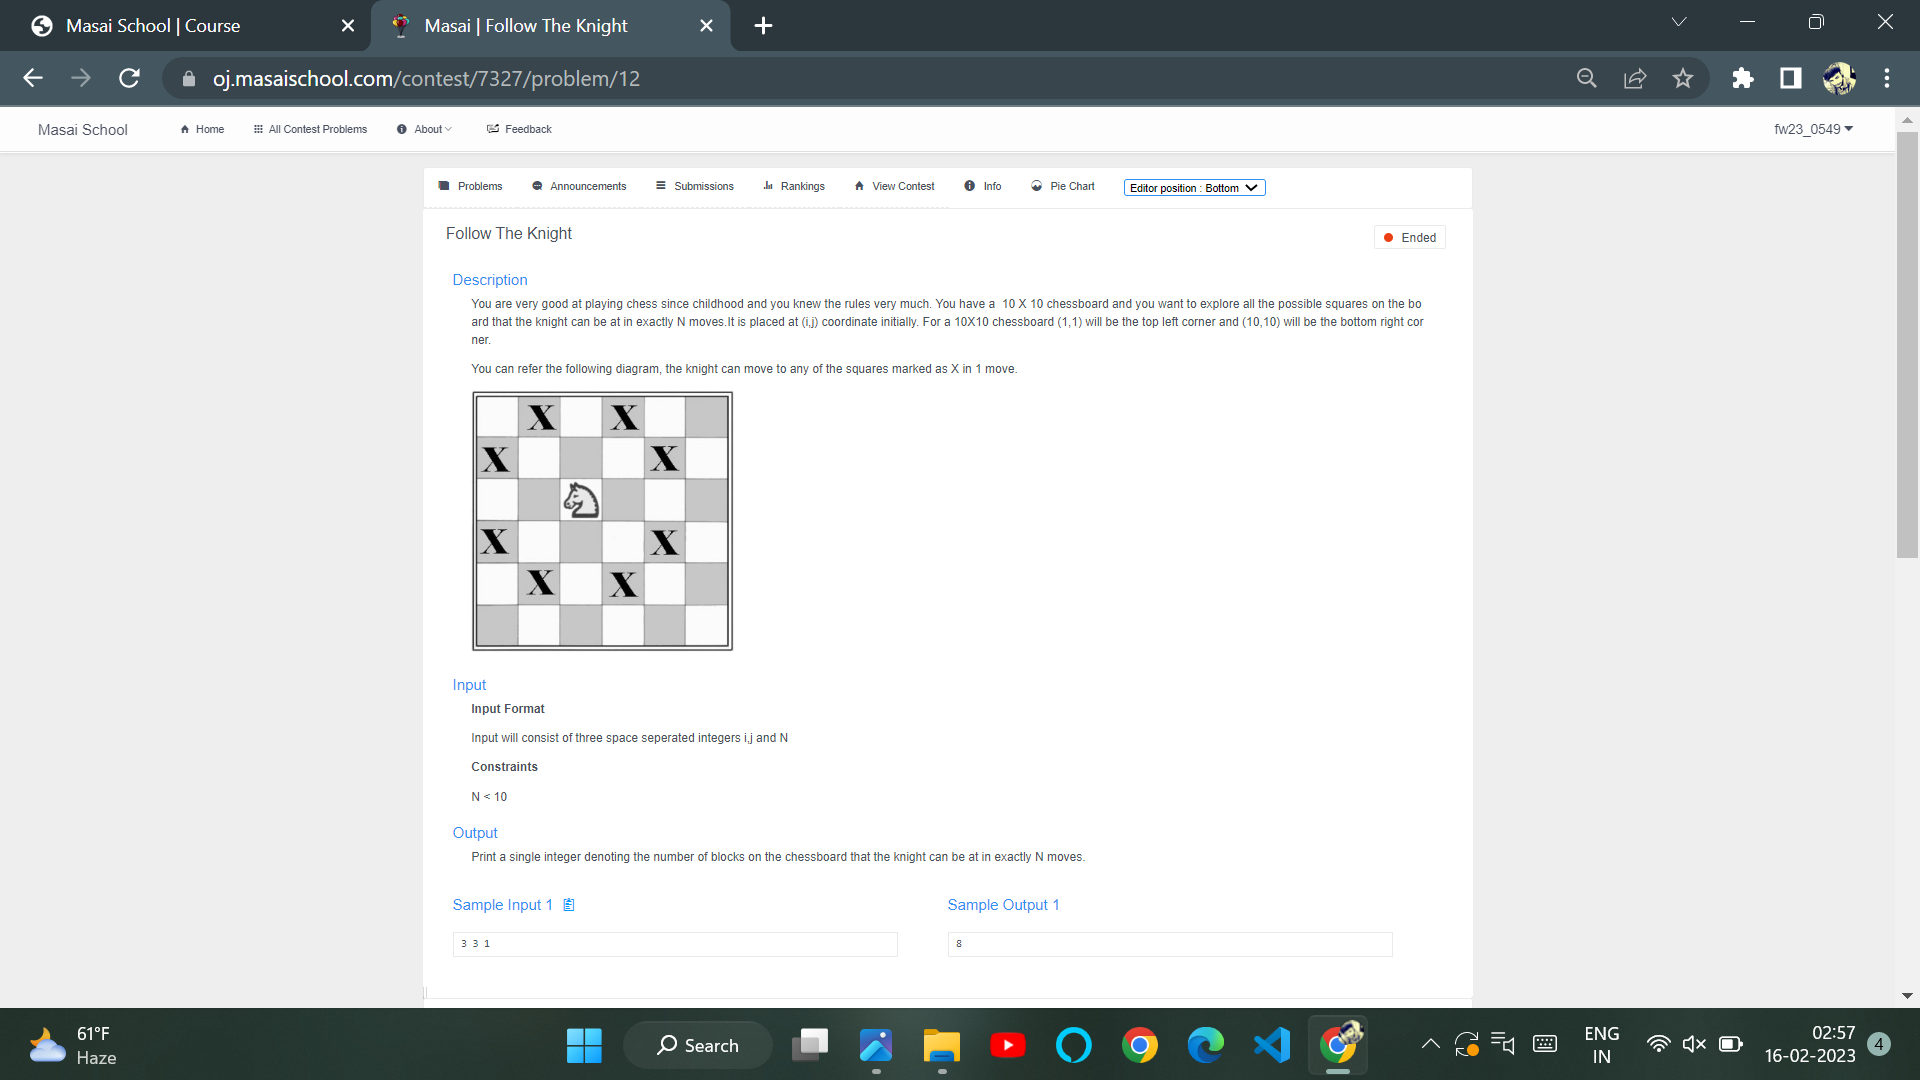 Masai School | Course
Masai | Follow The Knight
oj.masaischool.com/contest/7327/problem/12
Masai School
Home
All Contest Problems
About
Feedback
fw23_0549
Problems
Announcements
Submissions
Rankings
View Contest
Info
Pie Chart
Editor position : Bottom
Follow The Knight
Ended
Description
You are very good at playing chess since childhood and you knew the rules very much. You have a 10 X 10 chessboard and you want to explore all the possible squares on the bo
ard that the knight can be at in exactly N moves.It is placed at (i,j) coordinate initially. For a 10X10 chessboard (1,1) will be the top left corner and (10,10) will be the bottom right cor
ner.
You can refer the following diagram, the knight can move to any of the squares marked as X in 1 move.
X X
X X
X X
X X
Input
Input Format
Input will consist of three space seperated integers i,j and N
Constraints
N < 10
Output
Print a single integer denoting the number of blocks on the chessboard that the knight can be at in exactly N moves.
Sample Input 1
Sample Output 1
3 3 1
8
61°F
Haze
Search
ENG
IN
02:57
16-02-2023
4